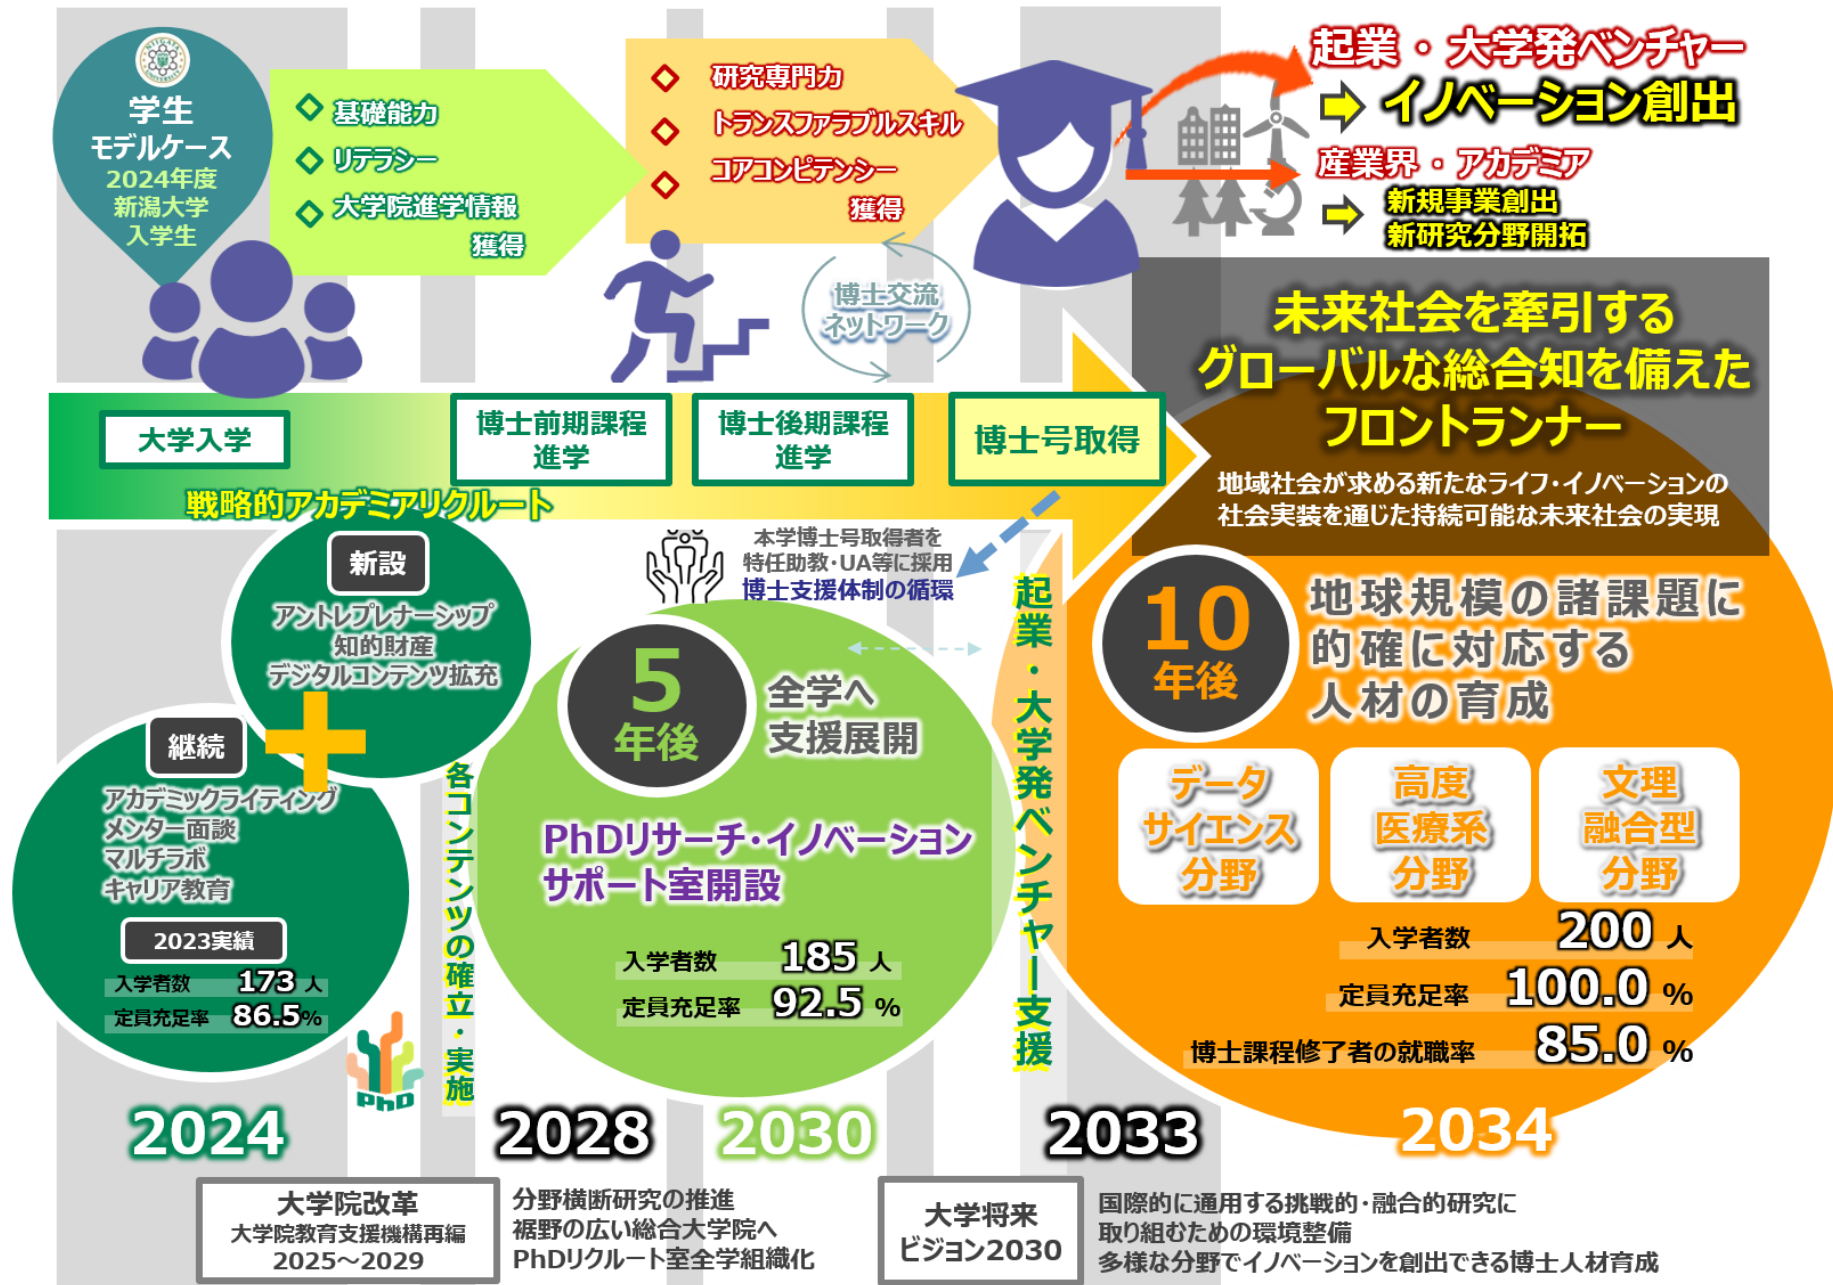 NIIGATA
UNIVERSITY
学生
モデルケース
2024年度
新潟大学
入学生
基礎能力
リテラシー
大学院進学情報
獲得
研究専門力
トランスファラブルスキル
コアコンピテンシー
獲得
起業・大学発ベンチャー
イノベーション創出
産業界・アカデミア
新規事業創出
新研究分野開拓
博士交流
ネットワーク
未来社会を牽引する
グローバルな総合知を備えた
フロントランナー
地域社会が求める新たなライフ・イノベーションの
社会実装を通じた持続可能な未来社会の実現
大学入学
博士前期課程
進学
博士後期課程
進学
博士号取得
戦略的アカデミアリクルート
新設
アントレプレナーシップ
知的財産
デジタルコンテンツ拡充
継続
アカデミックライティング
メンター面談
マルチラボ
キャリア教育
2023実績
入学者数 173 人
定員充足率 86.5%
PhD
各コンテンツの確立・実施
本学博士号取得者を
特任助教・UA等に採用
博士支援体制の循環
5
年後
全学へ
支援展開
PhDリサーチ・イノベーション
サポート室開設
入学者数 185 人
定員充足率 92.5 %
起業・大学発ベンチャー支援
10
年後
地球規模の諸課題に
的確に対応する
人材の育成
データ
サイエンス
分野
高度
医療系
分野
文理
融合型
分野
入学者数 200 人
定員充足率 100.0 %
博士課程修了者の就職率 85.0 %
2024
2028
2030
2033
2034
大学院改革
大学院教育支援機構再編
2025～2029
分野横断研究の推進
裾野の広い総合大学院へ
PhDリクルート室全学組織化
大学将来
ビジョン2030
国際的に通用する挑戦的・融合的研究に
取り組むための環境整備
多様な分野でイノベーションを創出できる博士人材育成